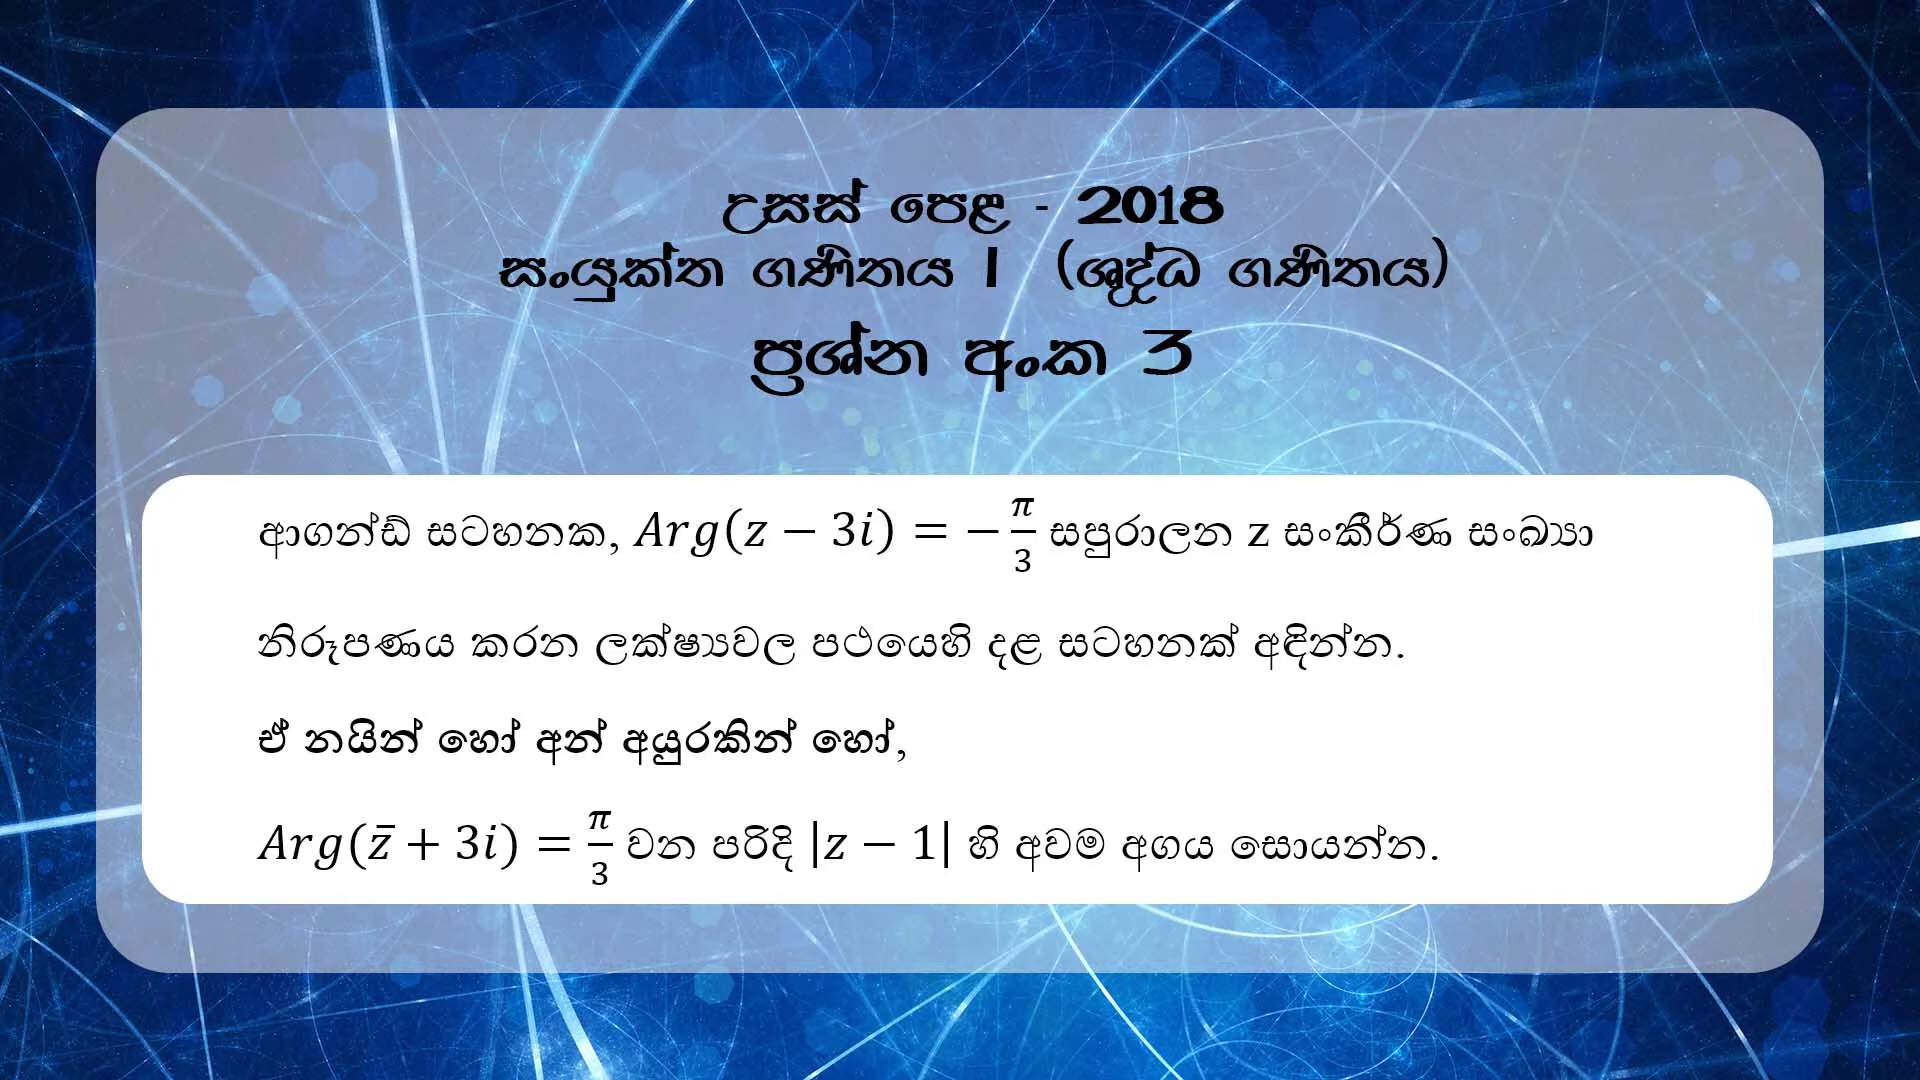 උසස් පෙළ - 2018
සංයුක්ත ගණිතය I (ශුද්ධ ගණිතය)
ප්‍රශ්න අංක 3
ආගන්ඩ් සටහනක, Arg(z − 3i) = −π/3 සපුරාලන z සංකීර්ණ සංඛ්‍යා
නිරූපණය කරන ලක්ෂ්‍යවල පථයෙහි දළ සටහනක් අඳින්න.
ඒ නයින් හෝ අන් අයුරකින් හෝ,
Arg(z̄ + 3i) = π/3 වන පරිදි |z − 1| හි අවම අගය සොයන්න.